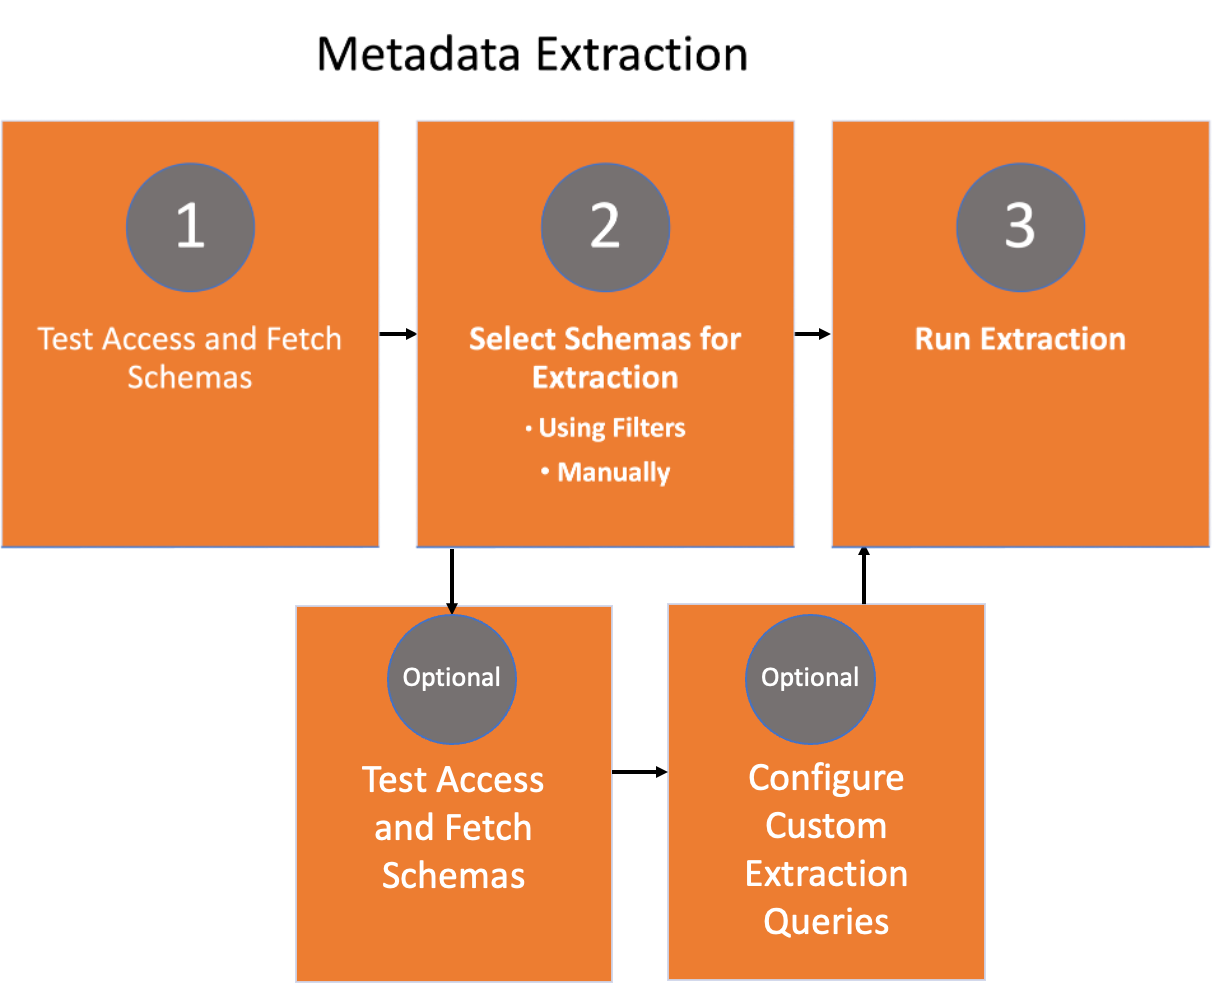 Metadata Extraction
1
Test Access and Fetch
Schemas
2
Select Schemas for
Extraction
• Using Filters
• Manually
3
Run Extraction
Optional
Test Access
and Fetch
Schemas
Optional
Configure
Custom
Extraction
Queries